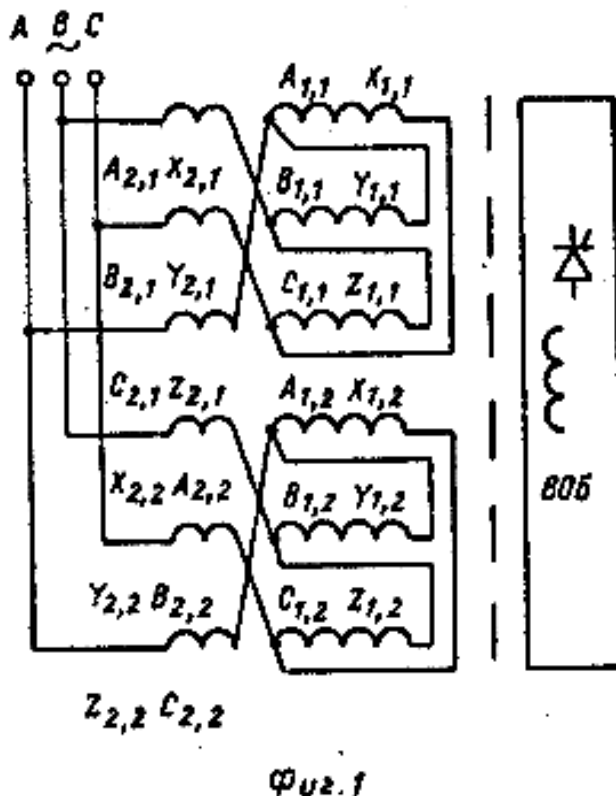 A B C
~
A1,1 X1,1
A2,1 X2,1
B1,1 Y1,1
B2,1 Y2,1
C1,1 Z1,1
C2,1 Z2,1
A1,2 X1,2
X2,2 A2,2
B1,2 Y1,2
ВОБ
Y2,2 B2,2
C1,2 Z1,2
Z2,2 C2,2
Фиг.1